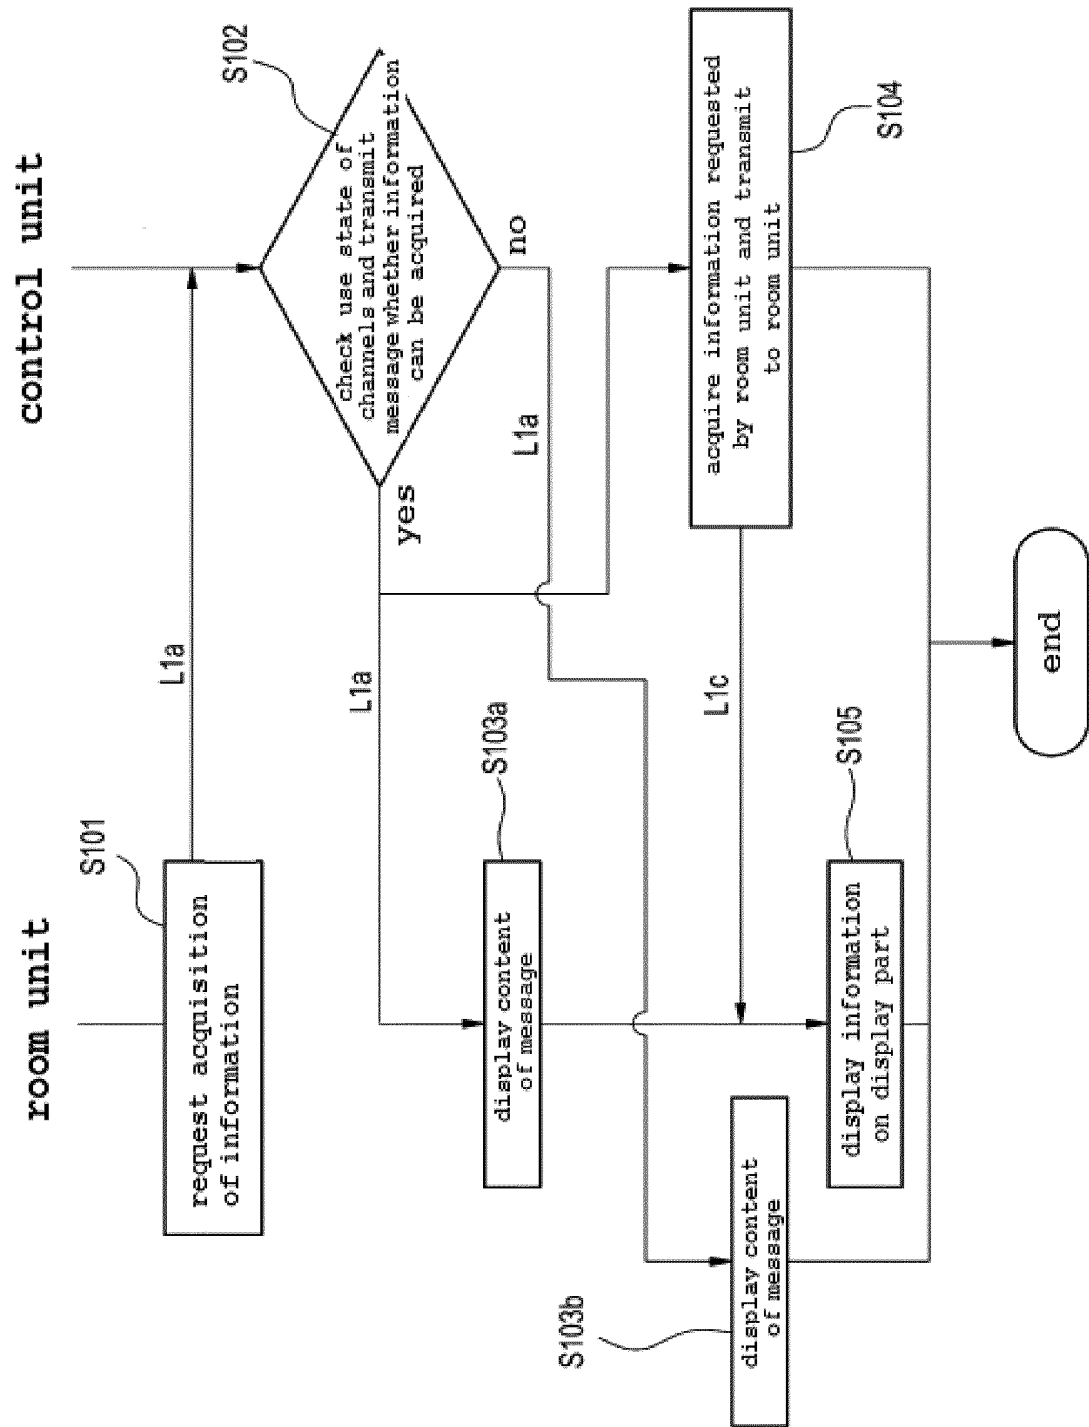 room unit
control unit
S101
request acquisition
of information
L1a
S102
check use state of
channels and transmit
message whether information
can be acquired
yes
no
L1a
L1a
S103a
display content
of message
S104
acquire information requested
by room unit and transmit
to room unit
L1c
S103b
display content
of message
S105
display information
on display part
end